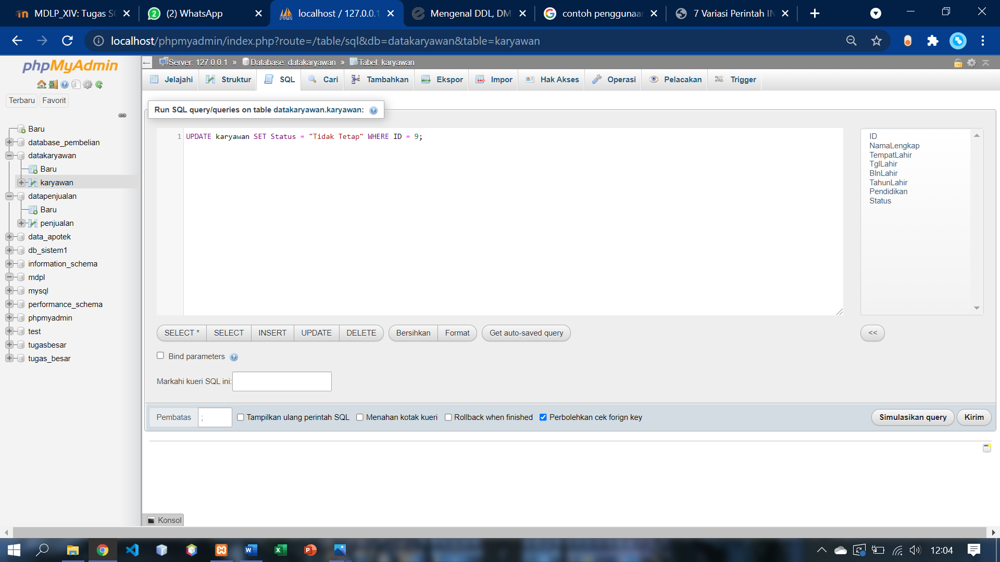 MDLP_XIV: Tugas S
(2) WhatsApp
localhost / 127.0.0.1
Mengenal DDL, DM
contoh penggunaan
7 Variasi Perintah IN
localhost/phpmyadmin/index.php?route=/table/sql&db=datakaryawan&table=karyawan
phpMyAdmin
Terbaru Favorit
Baru
database_pembelian
datakaryawan
Baru
karyawan
datapenjualan
Baru
penjualan
data_apotek
db_sistem1
information_schema
mdpl
mysql
performance_schema
phpmyadmin
test
tugasbesar
tugas_besar
Server: 127.0.0.1 » Database: datakaryawan » Tabel: karyawan
Jelajahi Struktur SQL Cari Tambahkan Ekspor Impor Hak Akses Operasi Pelacakan Trigger
Run SQL query/queries on table datakaryawan.karyawan:
1 UPDATE karyawan SET Status = "Tidak Tetap" WHERE ID = 9;
ID
NamaLengkap
TempatLahir
TglLahir
BlnLahir
TahunLahir
Pendidikan
Status
SELECT * SELECT INSERT UPDATE DELETE Bersihkan Format Get auto-saved query <<
Bind parameters
Markahi kueri SQL ini:
Pembatas ; Tampilkan ulang perintah SQL Menahan kotak kueri Rollback when finished Perbolehkan cek forign key Simulasikan query Kirim
Konsol
12:04